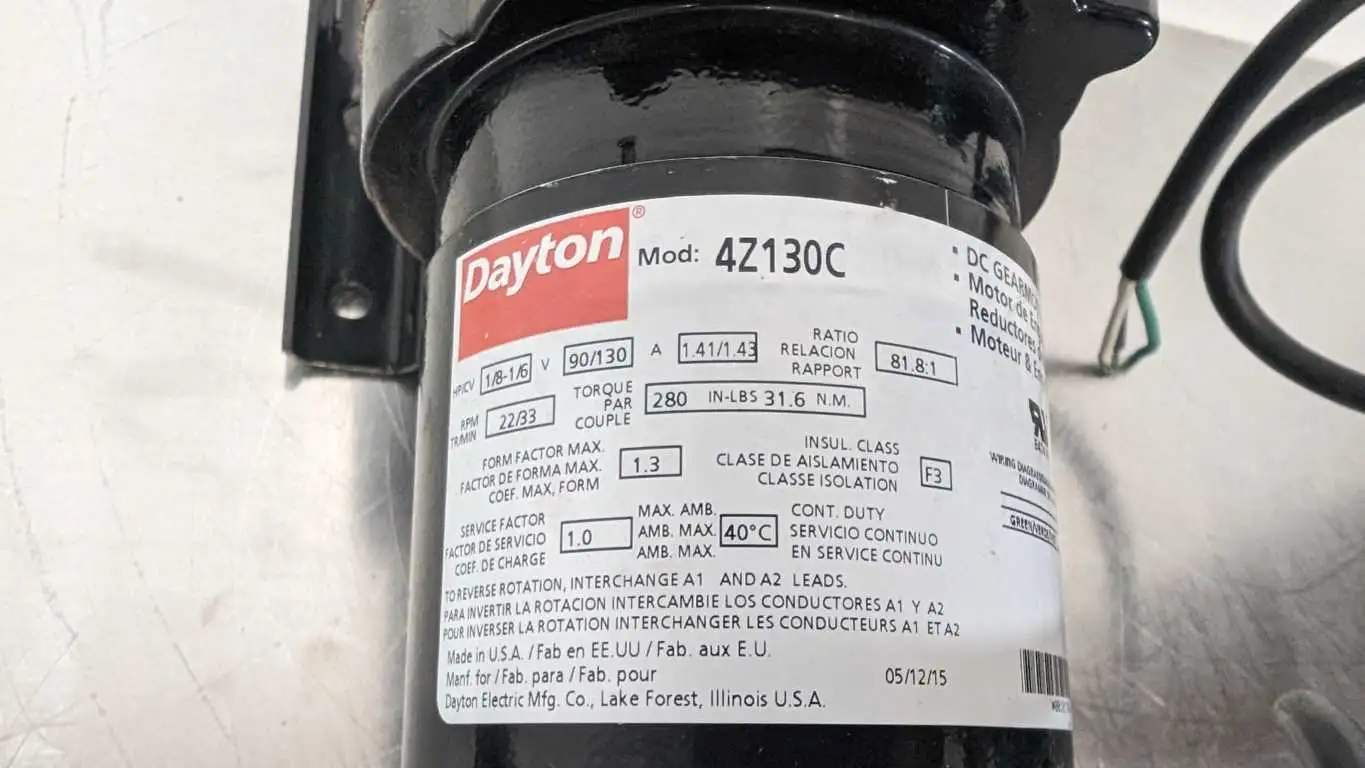 Dayton®
Mod: 4Z130C
HP/CV 1/8-1/6 V 90/130 A 1.41/1.43
RATIO
RELACION
RAPPORT
81.8:1
RPM
TR/MIN
22/33
TORQUE
PAR
COUPLE
280 IN-LBS 31.6 N.M.
FORM FACTOR MAX.
FACTOR DE FORMA MAX.
COEF. MAX, FORM
1.3
INSUL. CLASS
CLASE DE AISLAMIENTO
CLASSE ISOLATION
F3
SERVICE FACTOR
FACTOR DE SERVICIO
COEF. DE CHARGE
1.0
MAX. AMB.
AMB. MAX.
AMB. MAX.
40°C
CONT. DUTY
SERVICIO CONTINUO
EN SERVICE CONTINU
TO REVERSE ROTATION, INTERCHANGE A1 AND A2 LEADS.
PARA INVERTIR LA ROTACION INTERCAMBIE LOS CONDUCTORES A1 Y A2
POUR INVERSER LA ROTATION INTERCHANGER LES CONDUCTEURS A1 ET A2
Made in U.S.A. / Fab en EE.UU / Fab. aux E.U.
Manf. for / Fab. para / Fab. pour
Dayton Electric Mfg. Co., Lake Forest, Illinois U.S.A.
05/12/15
• DC
• Motor de
Reductores
• Moteur &
WIRING